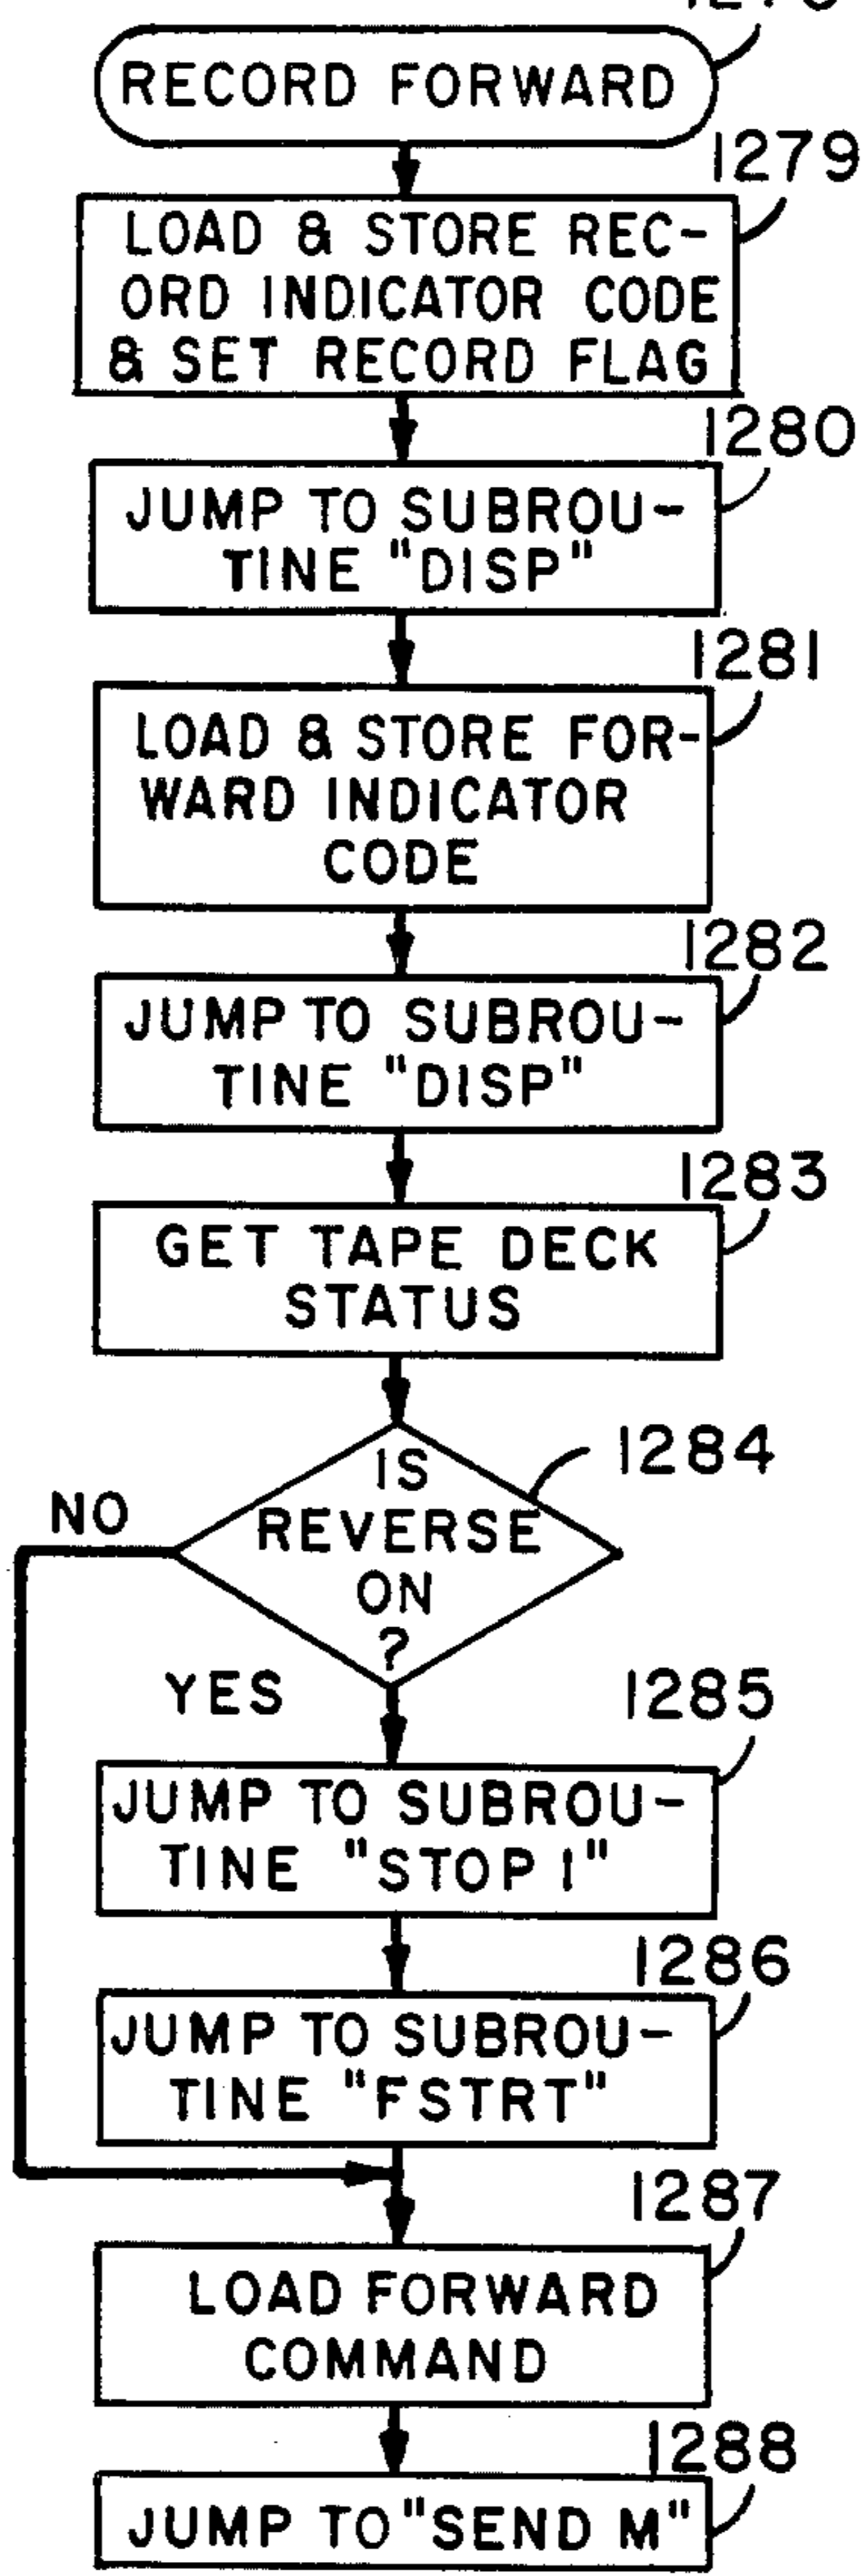 RECORD FORWARD
1279
LOAD & STORE REC-
ORD INDICATOR CODE
& SET RECORD FLAG
1280
JUMP TO SUBROU-
TINE "DISP"
1281
LOAD & STORE FOR-
WARD INDICATOR
CODE
1282
JUMP TO SUBROU-
TINE "DISP"
1283
GET TAPE DECK
STATUS
1284
IS
REVERSE
ON
?
NO
YES
1285
JUMP TO SUBROU-
TINE "STOP 1"
1286
JUMP TO SUBROU-
TINE "FSTRT"
1287
LOAD FORWARD
COMMAND
1288
JUMP TO "SEND M"